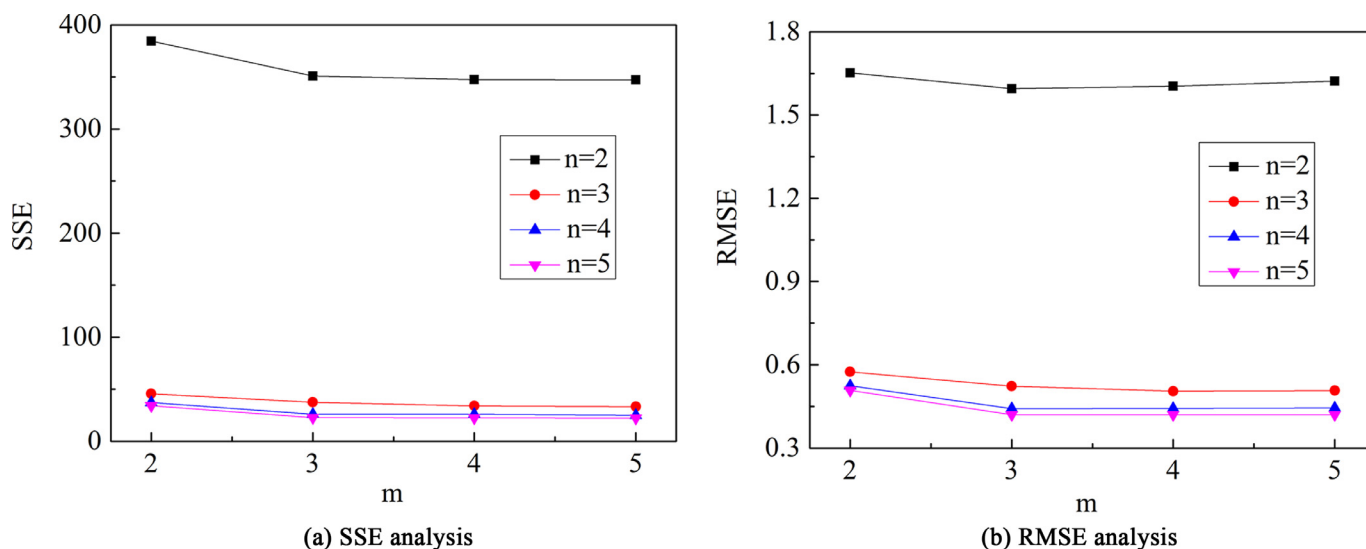 400
300
200
100
0
SSE
n=2
n=3
n=4
n=5
2 3 4 5
m
(a) SSE analysis
1.8
1.5
1.2
0.9
0.6
0.3
RMSE
n=2
n=3
n=4
n=5
2 3 4 5
m
(b) RMSE analysis